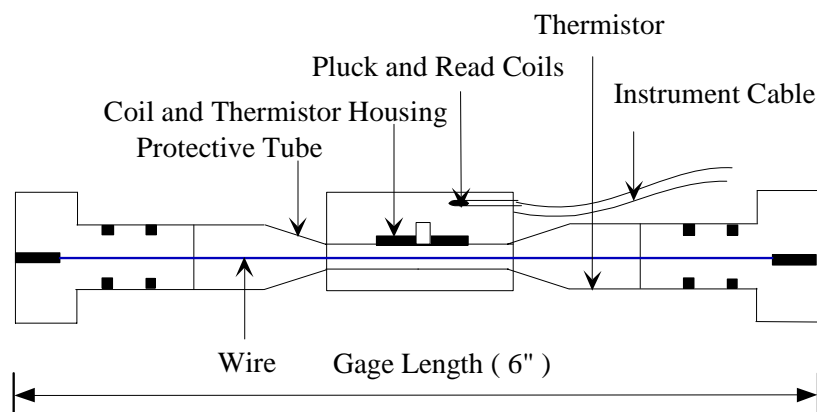 Thermistor
Pluck and Read Coils
Instrument Cable
Coil and Thermistor Housing
Protective Tube
Wire
Gage Length ( 6" )